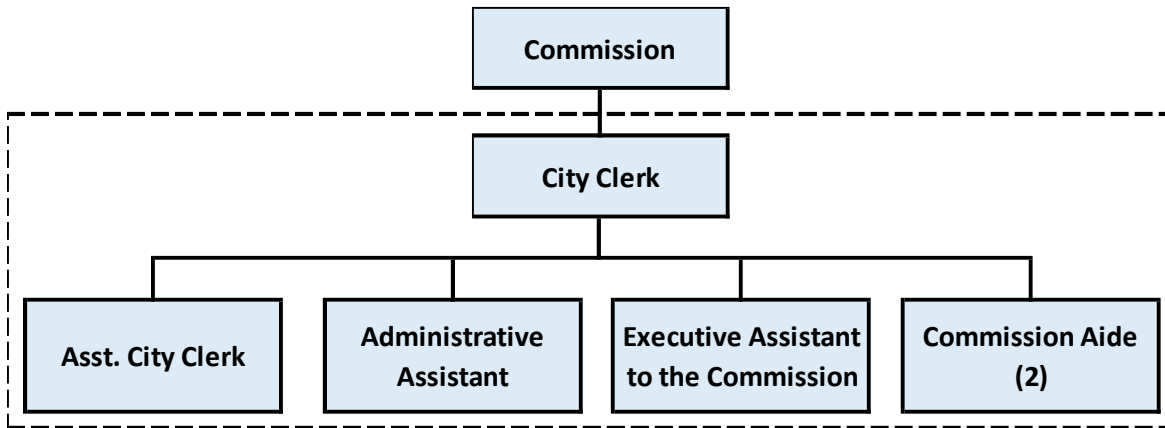 Commission
City Clerk
Asst. City Clerk
Administrative
Assistant
Executive Assistant
to the Commission
Commission Aide
(2)